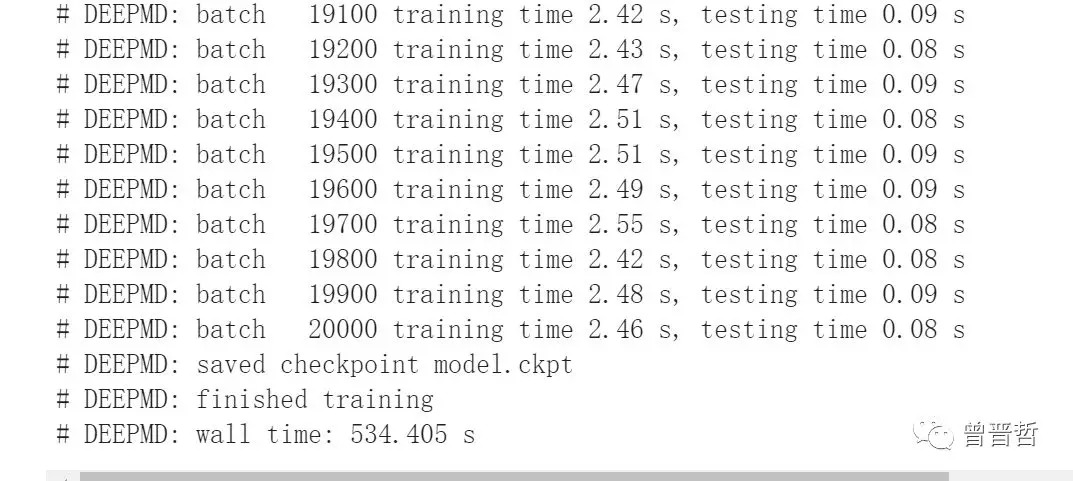 # DEEPMD: batch   19100 training time 2.42 s, testing time 0.09 s
# DEEPMD: batch   19200 training time 2.43 s, testing time 0.08 s
# DEEPMD: batch   19300 training time 2.47 s, testing time 0.09 s
# DEEPMD: batch   19400 training time 2.51 s, testing time 0.08 s
# DEEPMD: batch   19500 training time 2.51 s, testing time 0.09 s
# DEEPMD: batch   19600 training time 2.49 s, testing time 0.09 s
# DEEPMD: batch   19700 training time 2.55 s, testing time 0.08 s
# DEEPMD: batch   19800 training time 2.42 s, testing time 0.08 s
# DEEPMD: batch   19900 training time 2.48 s, testing time 0.09 s
# DEEPMD: batch   20000 training time 2.46 s, testing time 0.08 s
# DEEPMD: saved checkpoint model.ckpt
# DEEPMD: finished training
# DEEPMD: wall time: 534.405 s
曾晋哲